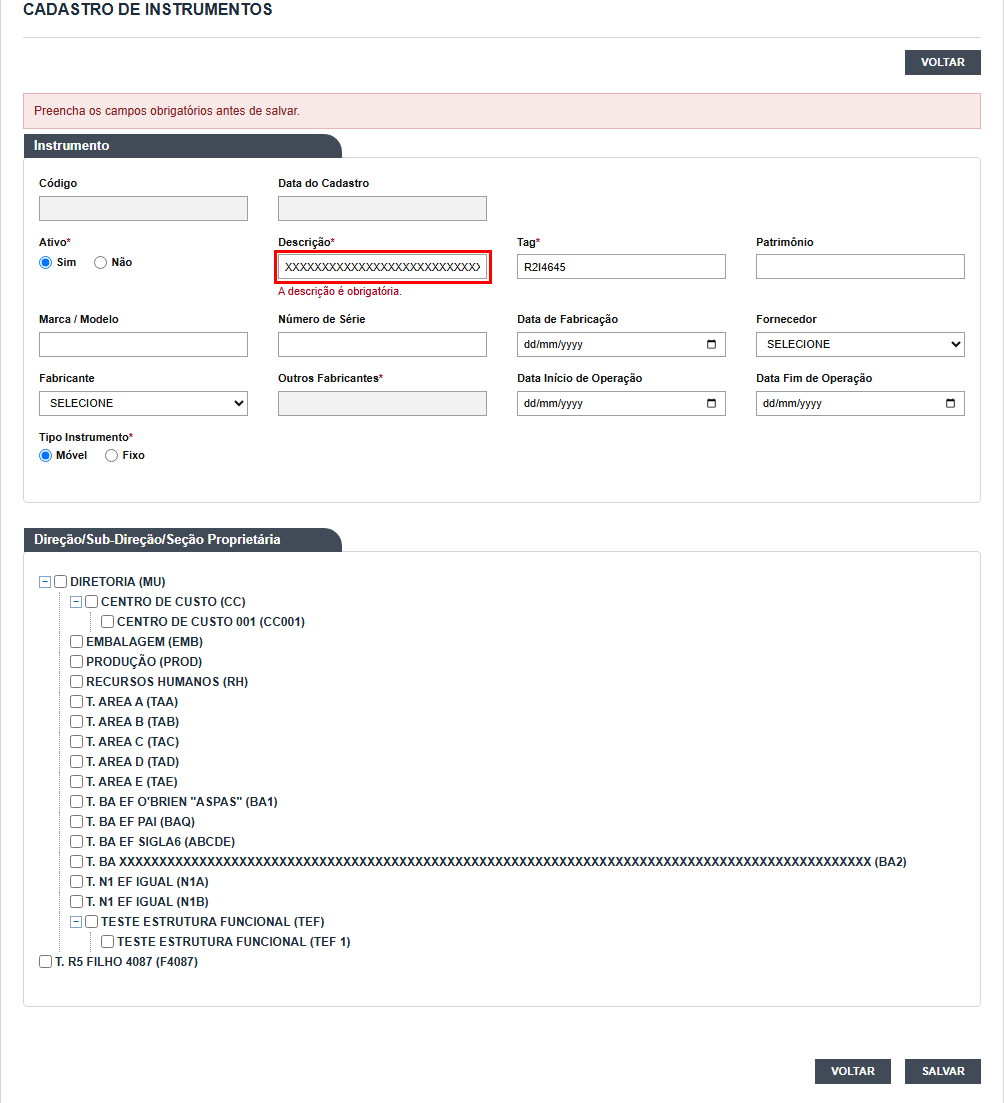 CADASTRO DE INSTRUMENTOS
VOLTAR
Preencha os campos obrigatórios antes de salvar.
Instrumento
Código Data do Cadastro
Ativo* Descrição* Tag* Patrimônio
Sim Não XXXXXXXXXXXXXXXXXXXXXXXXXXX R2I4645
A descrição é obrigatória.
Marca / Modelo Número de Série Data de Fabricação Fornecedor
dd/mm/yyyy SELECIONE
Fabricante Outros Fabricantes* Data Início de Operação Data Fim de Operação
SELECIONE dd/mm/yyyy dd/mm/yyyy
Tipo Instrumento*
Móvel Fixo
Direção/Sub-Direção/Seção Proprietária
DIRETORIA (MU)
CENTRO DE CUSTO (CC)
CENTRO DE CUSTO 001 (CC001)
EMBALAGEM (EMB)
PRODUÇÃO (PROD)
RECURSOS HUMANOS (RH)
T. AREA A (TAA)
T. AREA B (TAB)
T. AREA C (TAC)
T. AREA D (TAD)
T. AREA E (TAE)
T. BA EF O'BRIEN "ASPAS" (BA1)
T. BA EF PAI (BAQ)
T. BA EF SIGLA6 (ABCDE)
T. BA XXXXXXXXXXXXXXXXXXXXXXXXXXXXXXXXXXXXXXXXXXXXXXXXXXXXXXXXXXXXXXXXXXXXXXXXXXXXXXXXXXXXXXXXXXXXXX (BA2)
T. N1 EF IGUAL (N1A)
T. N1 EF IGUAL (N1B)
TESTE ESTRUTURA FUNCIONAL (TEF)
TESTE ESTRUTURA FUNCIONAL (TEF 1)
T. R5 FILHO 4087 (F4087)
VOLTAR SALVAR